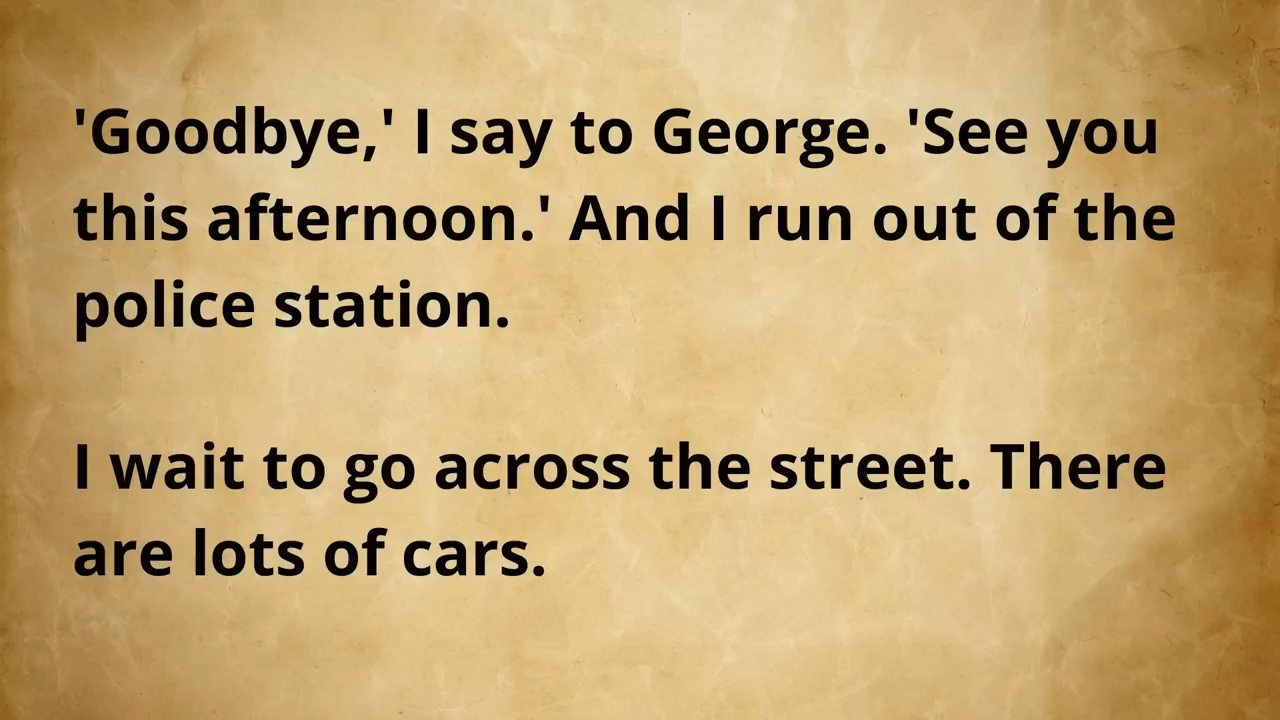 'Goodbye,' I say to George. 'See you
this afternoon.' And I run out of the
police station.
I wait to go across the street. There
are lots of cars.